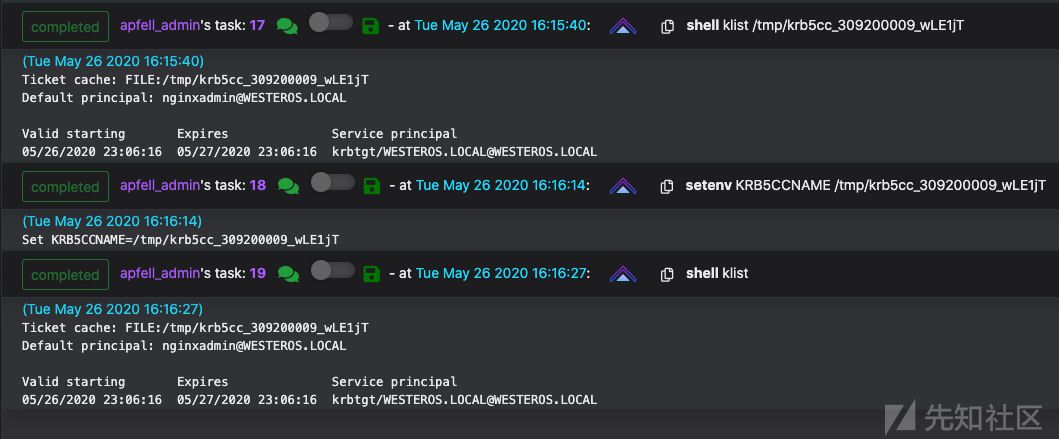 completed apfell_admin's task: 17 - at Tue May 26 2020 16:15:40: shell klist /tmp/krb5cc_309200009_wLE1jT
(Tue May 26 2020 16:15:40)
Ticket cache: FILE:/tmp/krb5cc_309200009_wLE1jT
Default principal: nginxadmin@WESTEROS.LOCAL
Valid starting Expires Service principal
05/26/2020 23:06:16 05/27/2020 23:06:16 krbtgt/WESTEROS.LOCAL@WESTEROS.LOCAL
completed apfell_admin's task: 18 - at Tue May 26 2020 16:16:14: setenv KRB5CCNAME /tmp/krb5cc_309200009_wLE1jT
(Tue May 26 2020 16:16:14)
Set KRB5CCNAME=/tmp/krb5cc_309200009_wLE1jT
completed apfell_admin's task: 19 - at Tue May 26 2020 16:16:27: shell klist
(Tue May 26 2020 16:16:27)
Ticket cache: FILE:/tmp/krb5cc_309200009_wLE1jT
Default principal: nginxadmin@WESTEROS.LOCAL
Valid starting Expires Service principal
05/26/2020 23:06:16 05/27/2020 23:06:16 krbtgt/WESTEROS.LOCAL@WESTEROS.LOCAL
先知社区